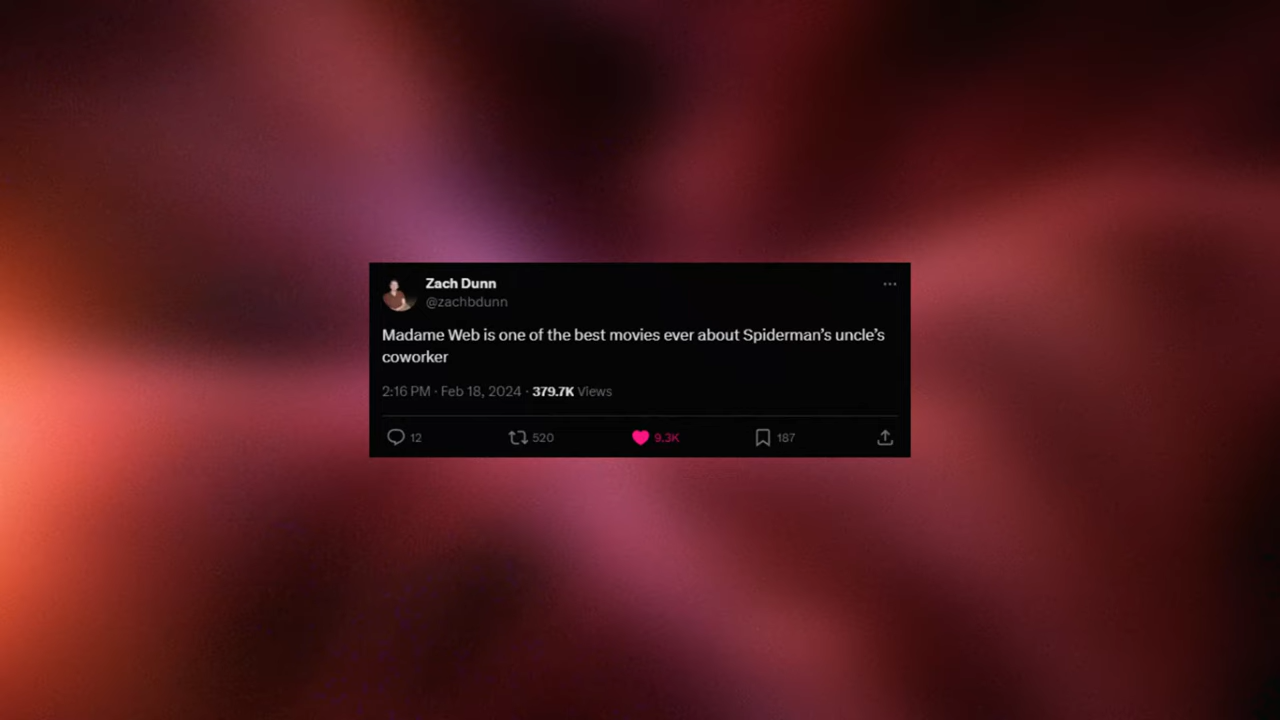 Zach Dunn
@zachbdunn
Madame Web is one of the best movies ever about Spiderman’s uncle’s
coworker
2:16 PM · Feb 18, 2024 · 379.7K Views
12 520 9.3K 187